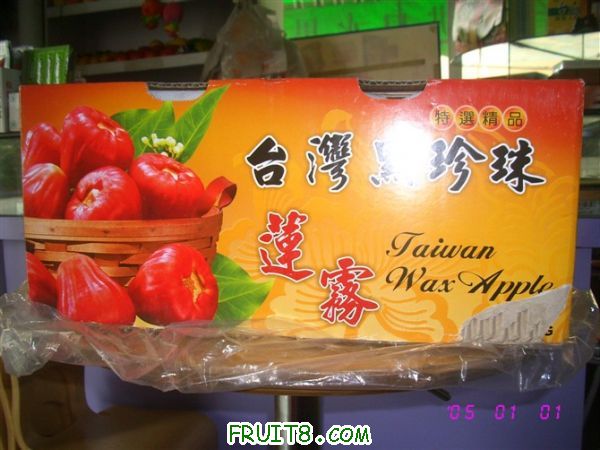 特選精品
台灣黑珍珠
蓮霧
Taiwan
Wax Apple
'05 01 01
FRUIT8.COM